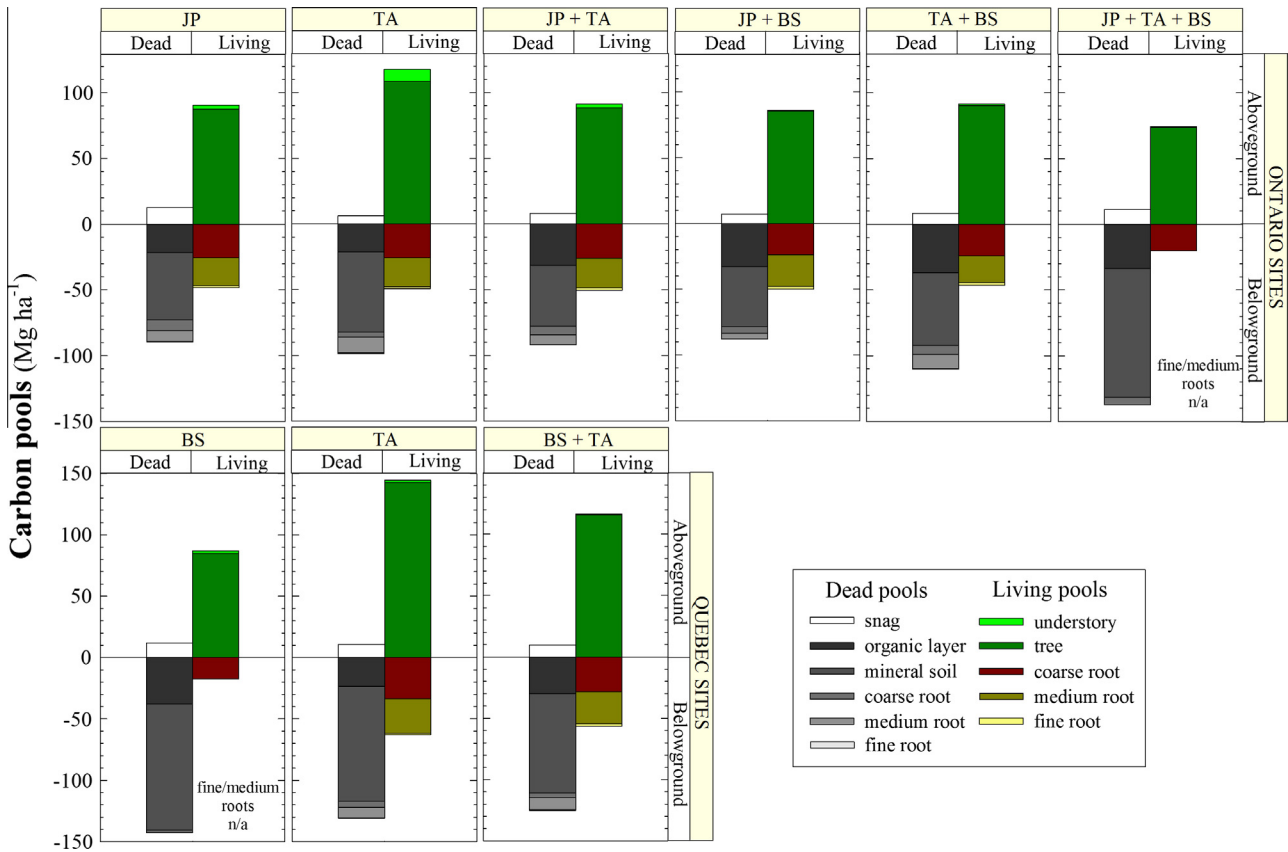 JP TA JP + TA JP + BS TA + BS JP + TA + BS
Dead Living Dead Living Dead Living Dead Living Dead Living Dead Living
100
50
0
-50
-100
-150
Aboveground
Belowground
ONTARIO SITES
fine/medium
roots
n/a
Carbon pools (Mg ha⁻¹)
BS TA BS + TA
Dead Living Dead Living Dead Living
150
100
50
0
-50
-100
-150
Aboveground
Belowground
QUEBEC SITES
fine/medium
roots
n/a
Dead pools Living pools
snag understory
organic layer tree
mineral soil coarse root
coarse root medium root
medium root fine root
fine root